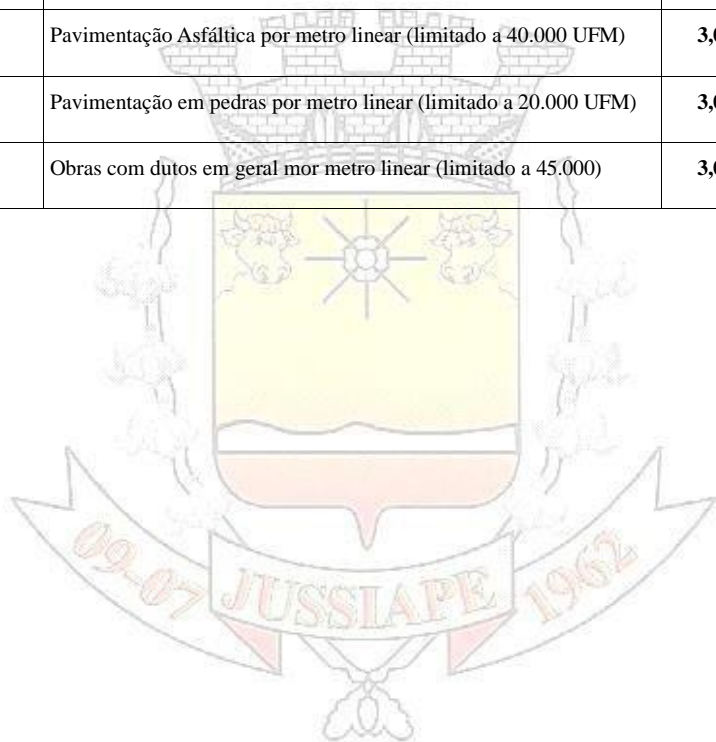 Pavimentação Asfáltica por metro linear (limitado a 40.000 UFM)
Pavimentação em pedras por metro linear (limitado a 20.000 UFM)
Obras com dutos em geral mor metro linear (limitado a 45.000)
09-07 JUSSIAPE 1962